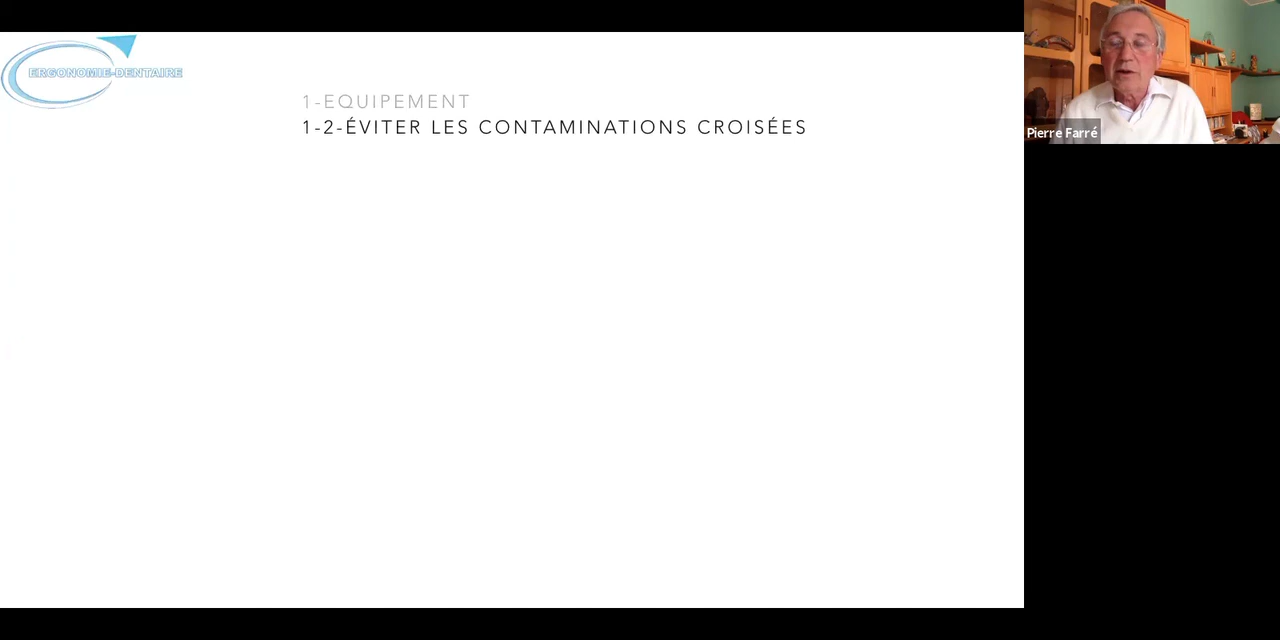 ERGONOMIE-DENTAIRE
1-EQUIPEMENT
1-2-ÉVITER LES CONTAMINATIONS CROISÉES
Pierre Farré